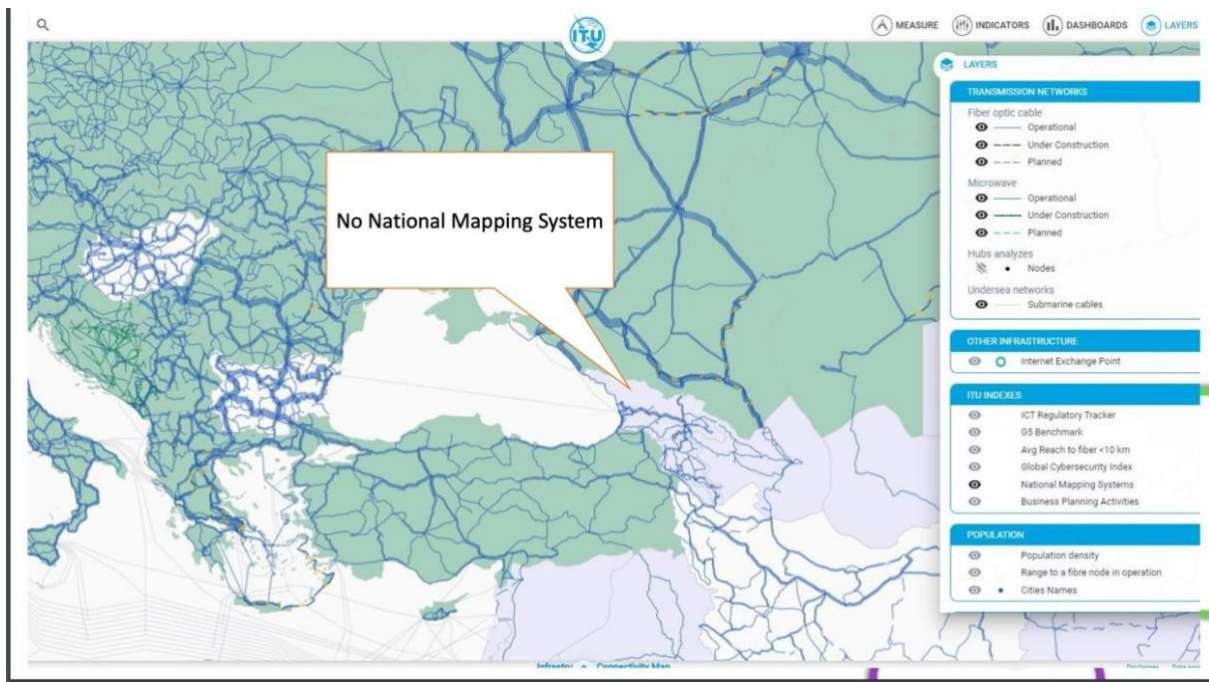 ITU
MEASURE
INDICATORS
DASHBOARDS
LAYERS
No National Mapping System
LAYERS
TRANSMISSION NETWORKS
Fiber optic cable
Operational
Under Construction
Planned
Microwave
Operational
Under Construction
Planned
Hubs analyzes
Nodes
Undersea networks
Submarine cables
OTHER INFRASTRUCTURE
Internet Exchange Point
ITU INDEXES
ICT Regulatory Tracker
G5 Benchmark
Avg Reach to fiber <10 km
Global Cybersecurity Index
National Mapping Systems
Business Planning Activities
POPULATION
Population density
Range to a fibre node in operation
Cities Names
Connectivity Map
Disclaimer